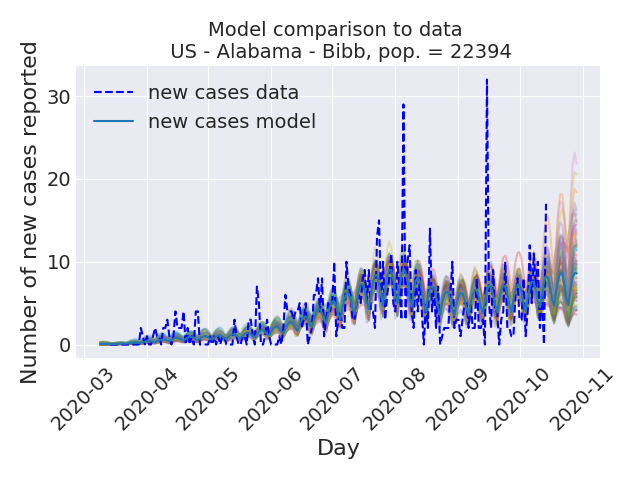 Model comparison to data
US - Alabama - Bibb, pop. = 22394
Number of new cases reported
30
20
10
0
new cases data
new cases model
2020-03
2020-04
2020-05
2020-06
2020-07
2020-08
2020-09
2020-10
2020-11
Day